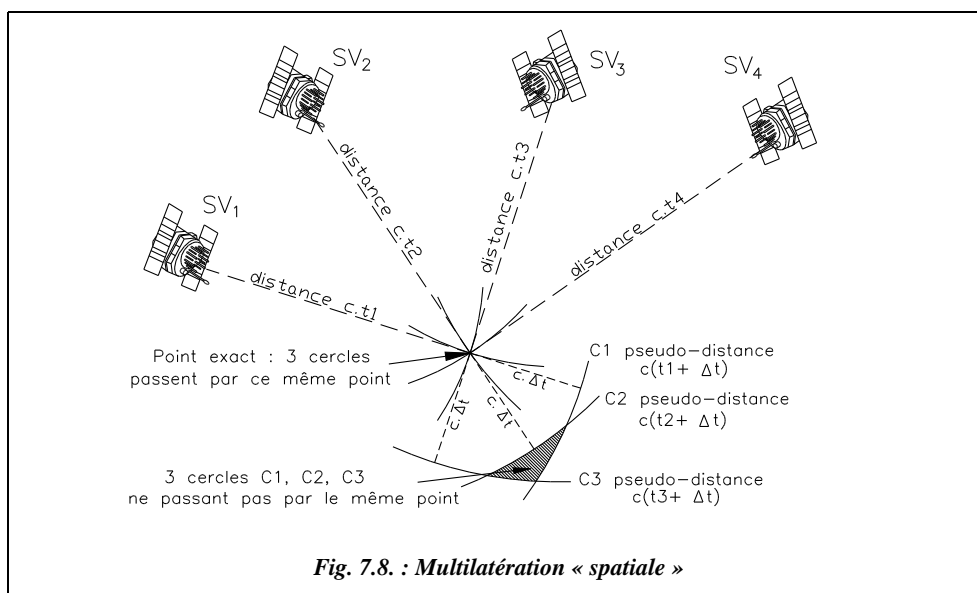 SV2
SV3
SV4
SV1
distance c.t1
distance c.t2
distance c.t3
distance c.t4
Point exact : 3 cercles
passent par ce même point
c.Δt
c.Δt
c.Δt
C1 pseudo-distance
c(t1+ Δt)
C2 pseudo-distance
c(t2+ Δt)
3 cercles C1, C2, C3
ne passant pas par le même point
C3 pseudo-distance
c(t3+ Δt)
Fig. 7.8. : Multilatération « spatiale »